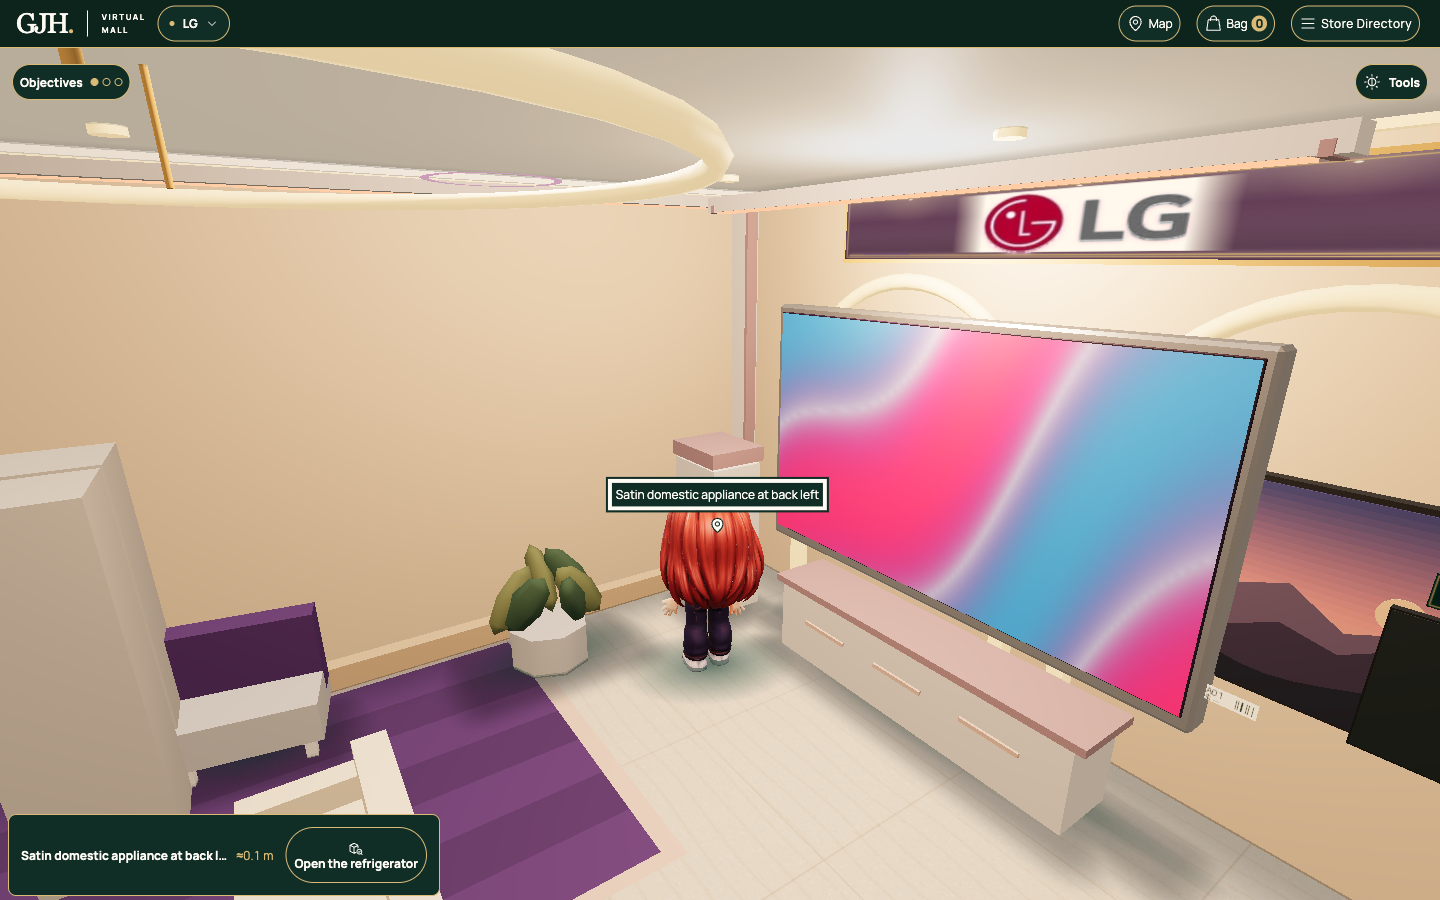 GJH.
VIRTUAL
MALL
LG
Map
Bag 0
Store Directory
Objectives
Tools
LG
Satin domestic appliance at back left
Satin domestic appliance at back l...
≈0.1 m
Open the refrigerator